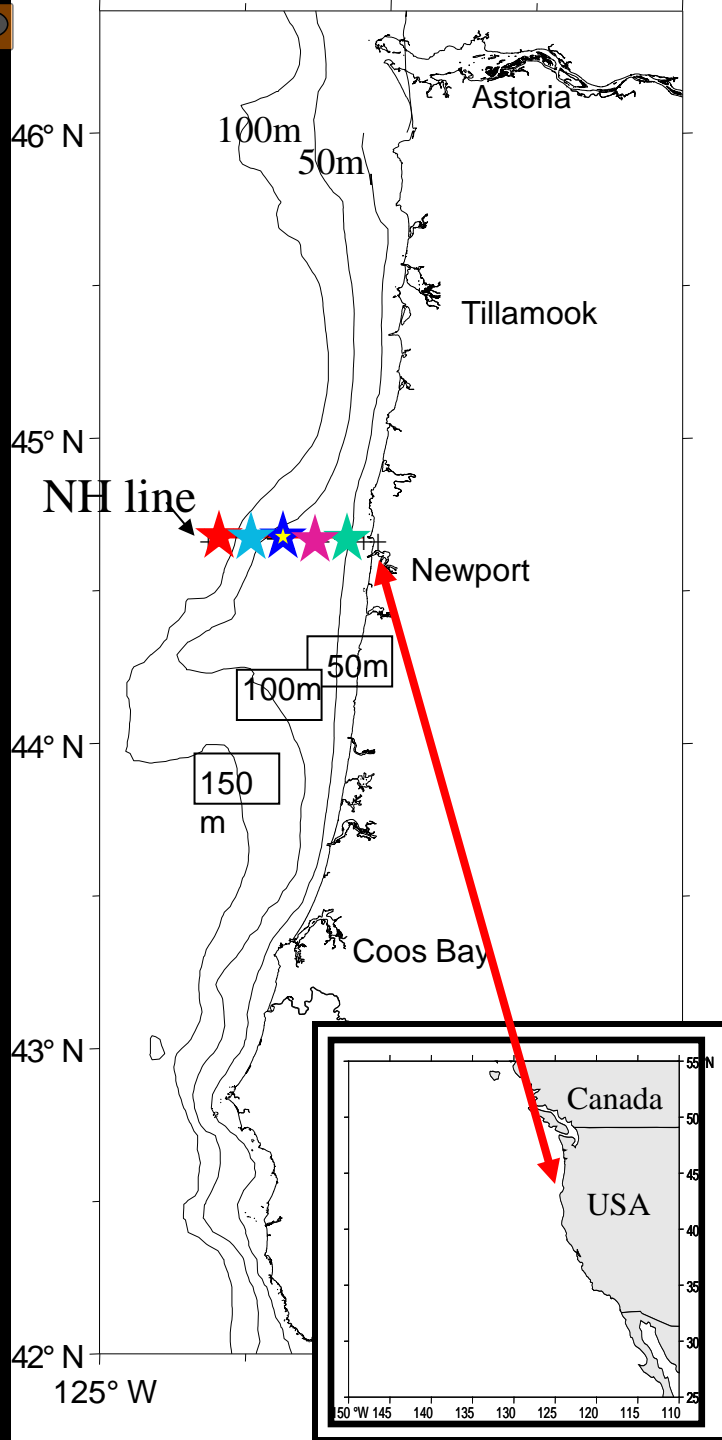 Astoria
46° N
100m
50m
Tillamook
45° N
NH line
Newport
50m
100m
44° N
150
m
Coos Bay
43° N
55 N
Canada
50
45
USA
40
35
30
25
42° N
125° W
150 °W 145 140 135 130 125 120 115 110